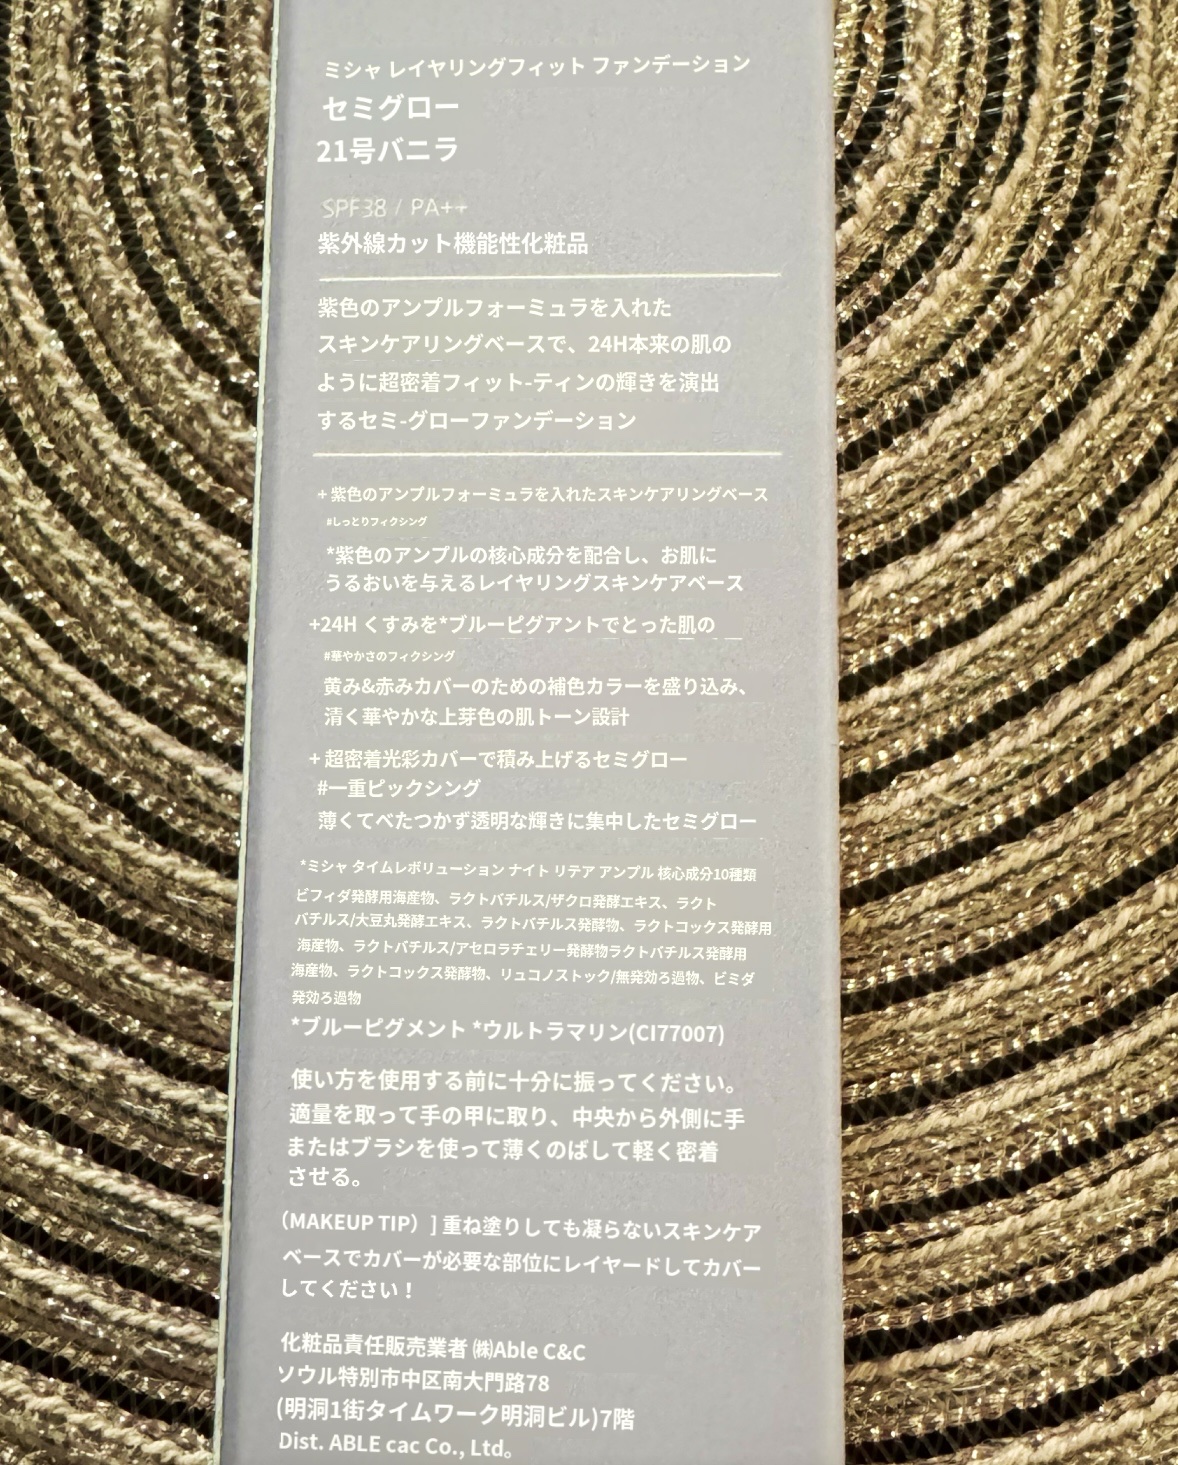 ミシャ レイヤリングフィット ファンデーション
セミグロー
21号バニラ
SPF38 / PA++
紫外線カット機能性化粧品
紫色のアンプルフォーミュラを入れた
スキンケアリングベースで、24H本来の肌の
ように超密着フィット-ティンの輝きを演出
するセミ-グローファンデーション
+ 紫色のアンプルフォーミュラを入れたスキンケアリングベース
#しっとりフィクシング
*紫色のアンプルの核心成分を配合し、お肌に
うるおいを与えるレイヤリングスキンケアベース
+24H くすみを*ブルーピグアントでとった肌の
#華やかさのフィクシング
黄み&赤みカバーのための補色カラーを盛り込み、
清く華やかな上芽色の肌トーン設計
+ 超密着光彩カバーで積み上げるセミグロー
#一重ピックシング
薄くてべたつかず透明な輝きに集中したセミグロー
*ミシャ タイムレボリューション ナイト リテア アンプル 核心成分10種類
ビフィダ発酵用海産物、ラクトバチルス/ザクロ発酵エキス、ラクト
バチルス/大豆丸発酵エキス、ラクトバチルス発酵物、ラクトコックス発酵用
海産物、ラクトバチルス/アセロラチェリー発酵物ラクトバチルス発酵用
海産物、ラクトコックス発酵物、リュコノストック/無発効ろ過物、ビミダ
発効ろ過物
*ブルーピグメント *ウルトラマリン(CI77007)
使い方を使用する前に十分に振ってください。
適量を取って手の甲に取り、中央から外側に手
またはブラシを使って薄くのばして軽く密着
させる。
（MAKEUP TIP）] 重ね塗りしても凝らないスキンケア
ベースでカバーが必要な部位にレイヤードしてカバー
してください！
化粧品責任販売業者 ㈱Able C&C
ソウル特別市中区南大門路78
(明洞1街タイムワーク明洞ビル)7階
Dist. ABLE cac Co., Ltd。